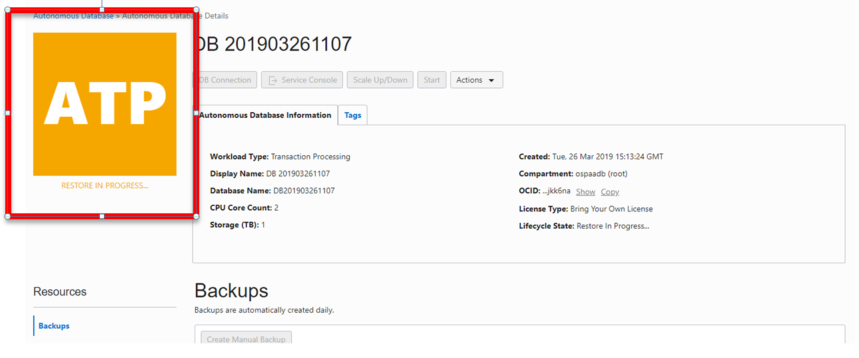 Autonomous Database » Autonomous Database Details
DB 201903261107
DB Connection
Service Console
Scale Up/Down
Start
Actions
ATP
RESTORE IN PROGRESS...
Autonomous Database Information
Tags
Workload Type: Transaction Processing
Display Name: DB 201903261107
Database Name: DB201903261107
CPU Core Count: 2
Storage (TB): 1
Created: Tue, 26 Mar 2019 15:13:24 GMT
Compartment: ospaadb (root)
OCID: ...jkk6na Show Copy
License Type: Bring Your Own License
Lifecycle State: Restore In Progress...
Resources
Backups
Backups
Backups are automatically created daily.
Create Manual Backup